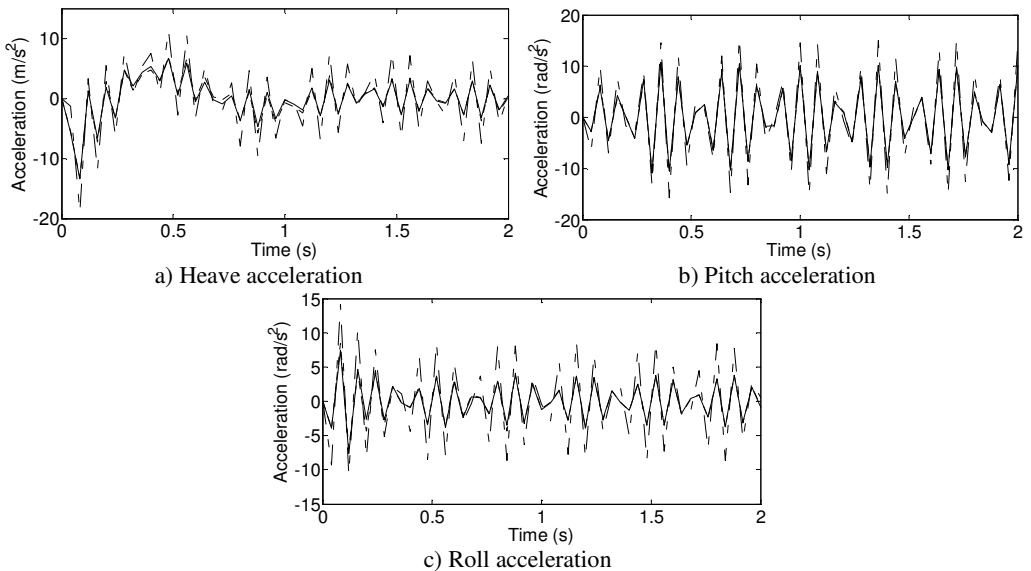 Acceleration (m/s²)
10
0
-10
-20
0 0.5 1 1.5 2
Time (s)
a) Heave acceleration
Acceleration (rad/s²)
20
10
0
-10
-20
0 0.5 1 1.5 2
Time (s)
b) Pitch acceleration
Acceleration (rad/s²)
15
10
5
0
-5
-10
-15
0 0.5 1 1.5 2
Time (s)
c) Roll acceleration